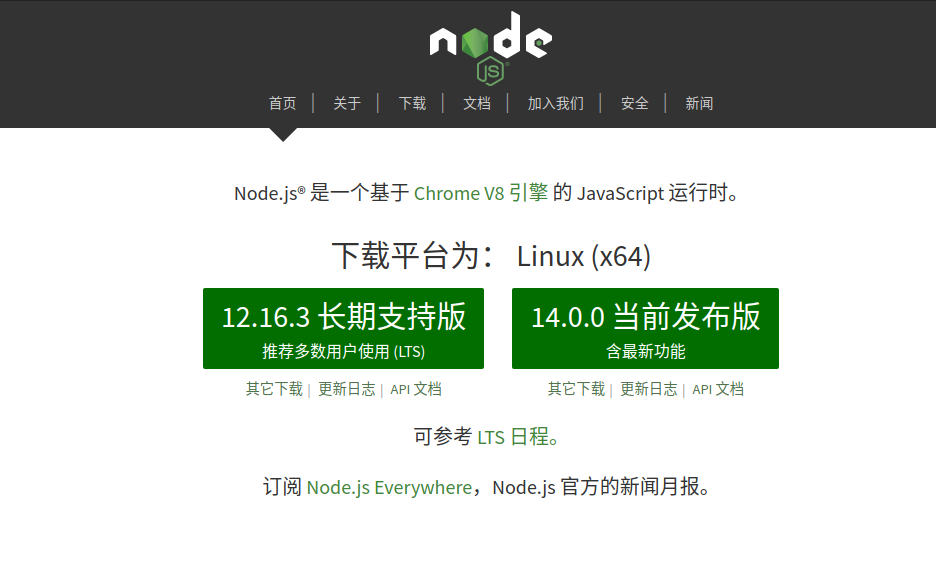 node
JS
首页 | 关于 | 下载 | 文档 | 加入我们 | 安全 | 新闻
Node.js® 是一个基于 Chrome V8 引擎 的 JavaScript 运行时。
下载平台为： Linux (x64)
12.16.3 长期支持版
推荐多数用户使用 (LTS)
14.0.0 当前发布版
含最新功能
其它下载 | 更新日志 | API 文档
其它下载 | 更新日志 | API 文档
可参考 LTS 日程。
订阅 Node.js Everywhere，Node.js 官方的新闻月报。